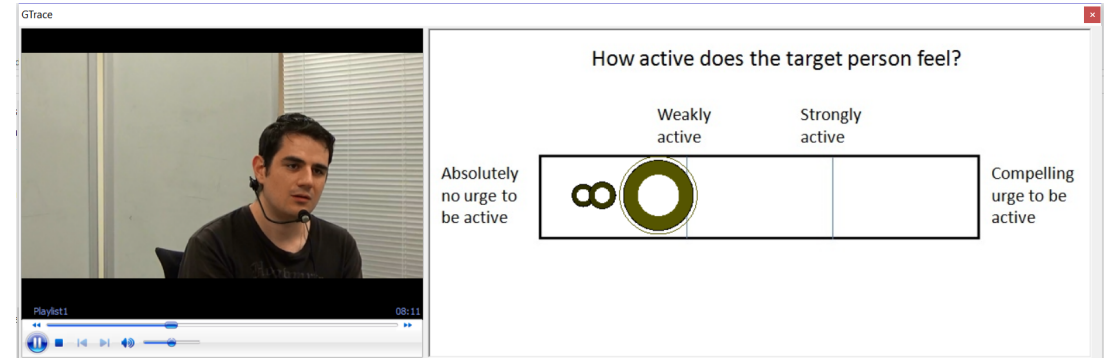 GTrace
How active does the target person feel?
Weakly
active
Strongly
active
Absolutely
no urge to
be active
Compelling
urge to be
active
Playlist1
08:11